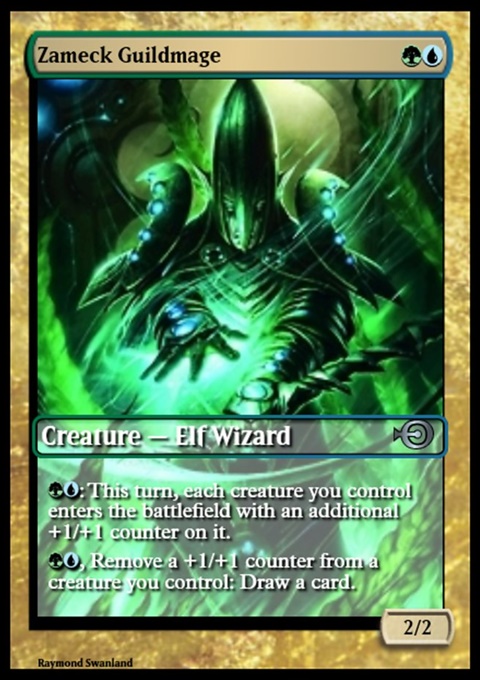 Zameck Guildmage
Creature — Elf Wizard
: This turn, each creature you control
enters the battlefield with an additional
+1/+1 counter on it.
, Remove a +1/+1 counter from a
creature you control: Draw a card.
2/2
Raymond Swanland